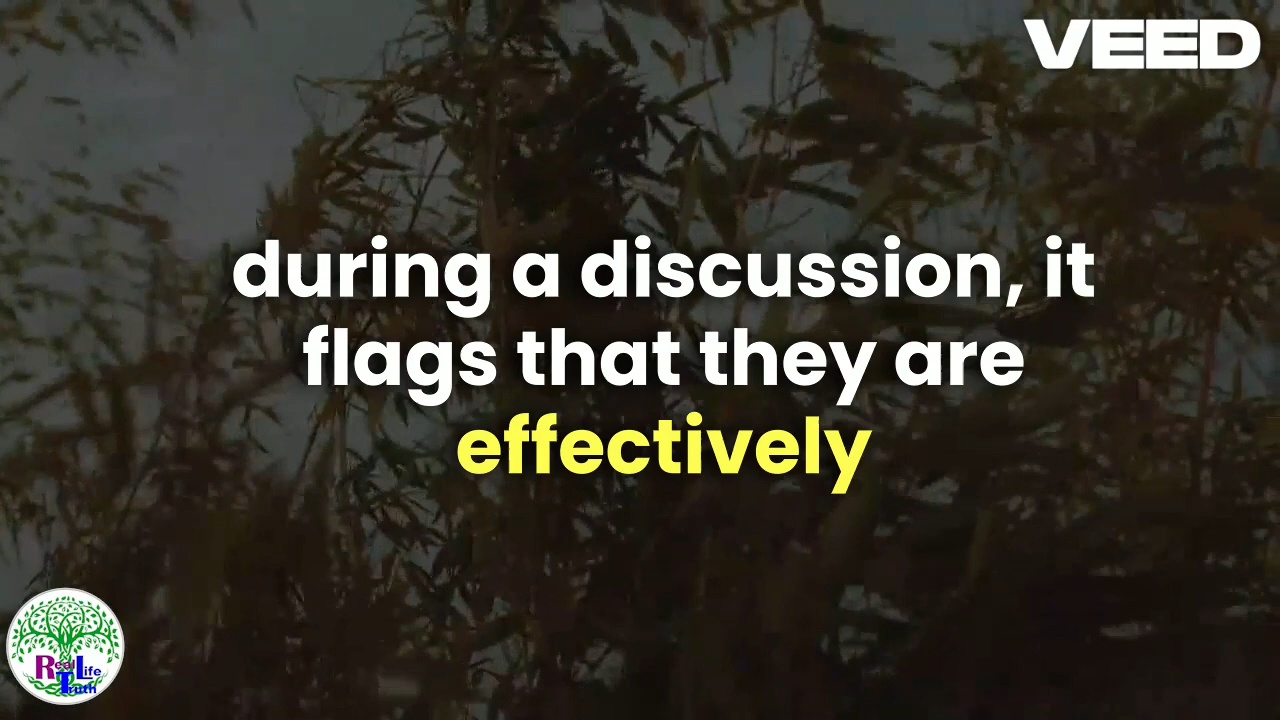 VEED
during a discussion, it
flags that they are
effectively
Real Life
Truth